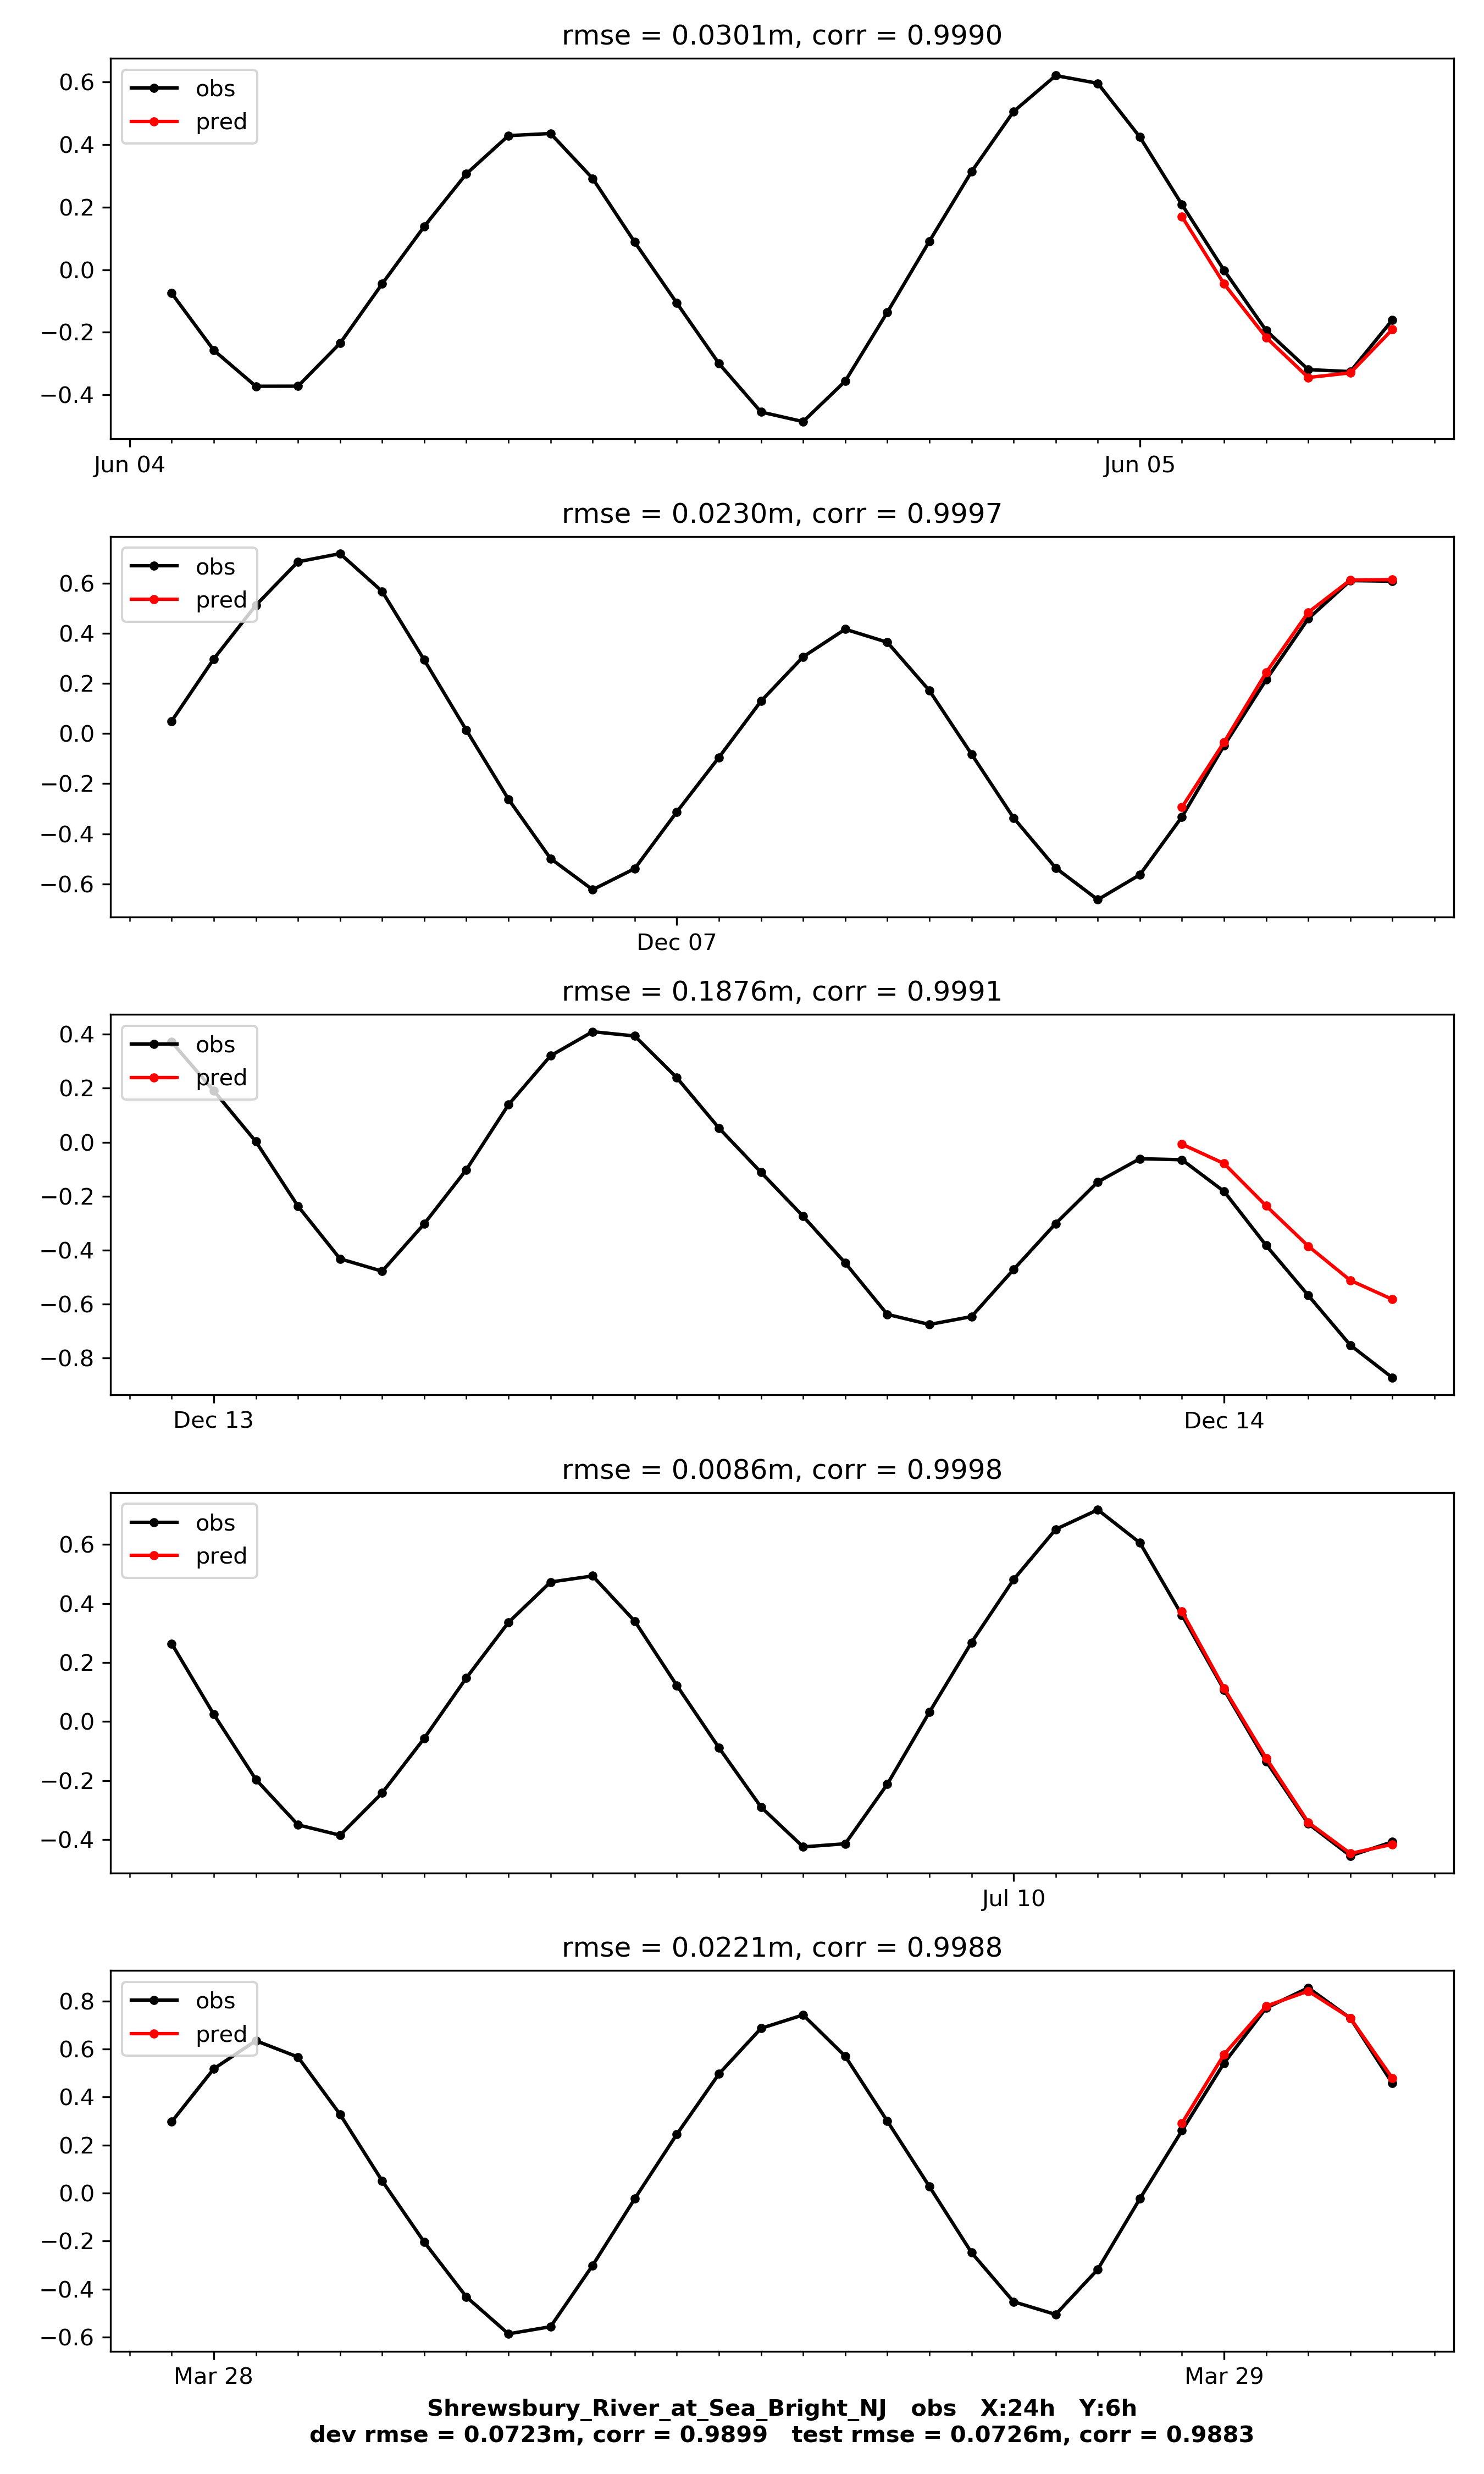 rmse = 0.0301m, corr = 0.9990
obs
pred
0.6
0.4
0.2
0.0
−0.2
−0.4
Jun 04 Jun 05
rmse = 0.0230m, corr = 0.9997
obs
pred
0.6
0.4
0.2
0.0
−0.2
−0.4
−0.6
Dec 07
rmse = 0.1876m, corr = 0.9991
obs
pred
0.4
0.2
0.0
−0.2
−0.4
−0.6
−0.8
Dec 13 Dec 14
rmse = 0.0086m, corr = 0.9998
obs
pred
0.6
0.4
0.2
0.0
−0.2
−0.4
Jul 10
rmse = 0.0221m, corr = 0.9988
obs
pred
0.8
0.6
0.4
0.2
0.0
−0.2
−0.4
−0.6
Mar 28 Mar 29
Shrewsbury_River_at_Sea_Bright_NJ obs X:24h Y:6h
dev rmse = 0.0723m, corr = 0.9899 test rmse = 0.0726m, corr = 0.9883